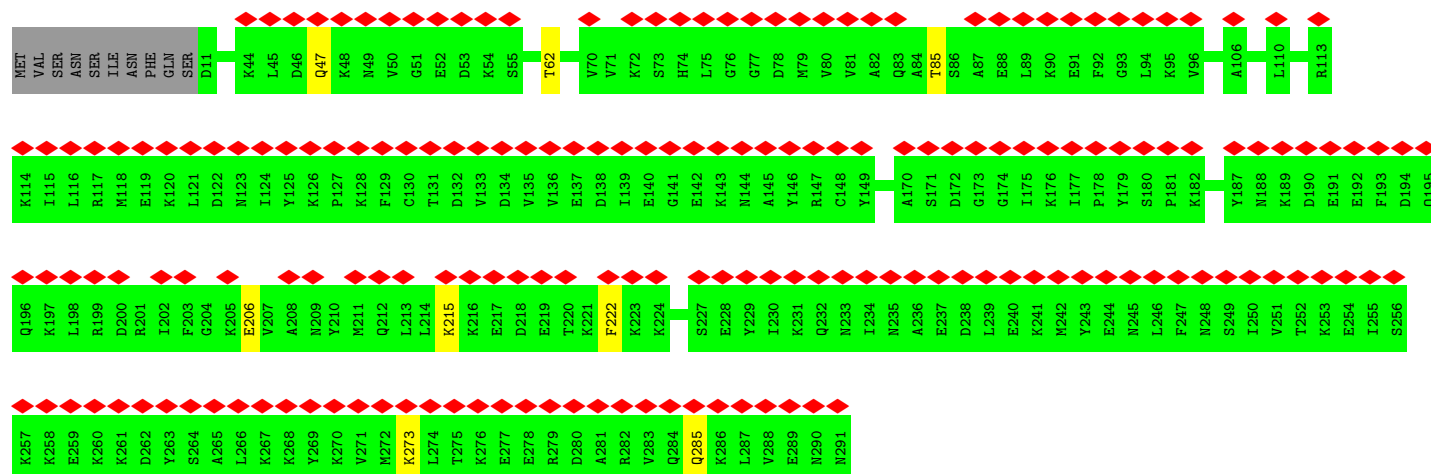 MET VAL SER ASN SER ILE ASN PHE GLN SER D11 K44 L45 D46 Q47 K48 N49 V50 G51 E52 D53 K54 S55 T62 V70 V71 K72 S73 H74 L75 G76 G77 D78 M79 V80 V81 A82 Q83 A84 T85 S86 A87 E88 L89 K90 E91 F92 G93 L94 K95 V96 A106 L110 R113
K114 I115 L116 R117 M118 E119 K120 L121 D122 N123 I124 Y125 K126 P127 K128 F129 C130 T131 D132 V133 D134 V135 V136 E137 D138 I139 E140 G141 E142 K143 N144 A145 Y146 R147 C148 Y149 A170 S171 D172 G173 G174 I175 K176 I177 P178 Y179 S180 P181 K182 Y187 N188 K189 D190 E191 E192 F193 D194 Q195
Q196 K197 L198 R199 D200 R201 I202 F203 G204 K205 E206 V207 A208 N209 Y210 M211 Q212 L213 L214 K215 K216 E217 D218 E219 T220 K221 F222 K223 K224 S227 E228 Y229 I230 K231 Q232 N233 I234 N235 A236 E237 D238 L239 E240 K241 M242 Y243 E244 N245 L246 F247 N248 S249 I250 V251 T252 K253 E254 I255 S256
K257 K258 E259 K260 K261 D262 Y263 S264 A265 L266 K267 K268 Y269 K270 V271 M272 K273 L274 T275 K276 E277 E278 R279 D280 A281 R282 V283 Q284 Q285 K286 L287 V288 E289 N290 N291